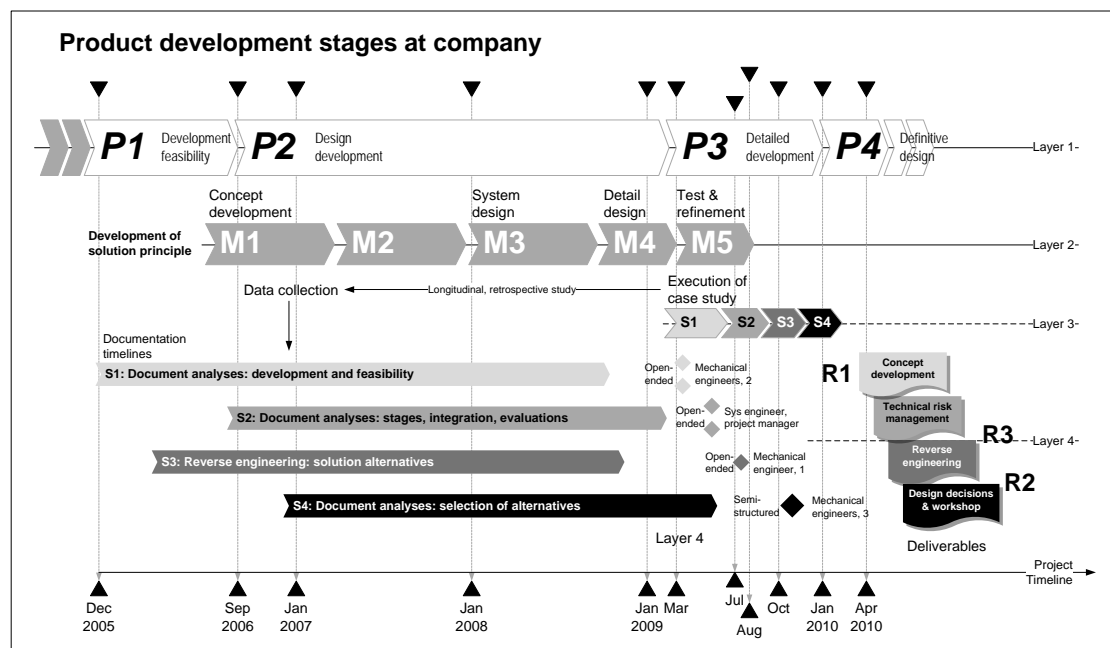 Product development stages at company
P1
Development
feasibility
P2
Design
development
P3
Detailed
development
P4
Definitive
design
Layer 1
Concept
development
System
design
Detail
design
Test &
refinement
Development of
solution principle
M1
M2
M3
M4
M5
Layer 2
Data collection
Longitudinal, retrospective study
Execution of
case study
S1
S2
S3
S4
Layer 3
Documentation
timelines
S1: Document analyses: development and feasibility
Open-
ended
Mechanical
engineers, 2
R1
Concept
development
S2: Document analyses: stages, integration, evaluations
Open-
ended
Sys engineer,
project manager
Technical risk
management
R3
Layer 4
S3: Reverse engineering: solution alternatives
Open-
ended
Mechanical
engineer, 1
Reverse
engineering
R2
S4: Document analyses: selection of alternatives
Semi-
structured
Mechanical
engineers, 3
Design decisions
& workshop
Layer 4
Deliverables
Project
Timeline
Dec
2005
Sep
2006
Jan
2007
Jan
2008
Jan
2009
Mar
Jul
Aug
Oct
Jan
2010
Apr
2010